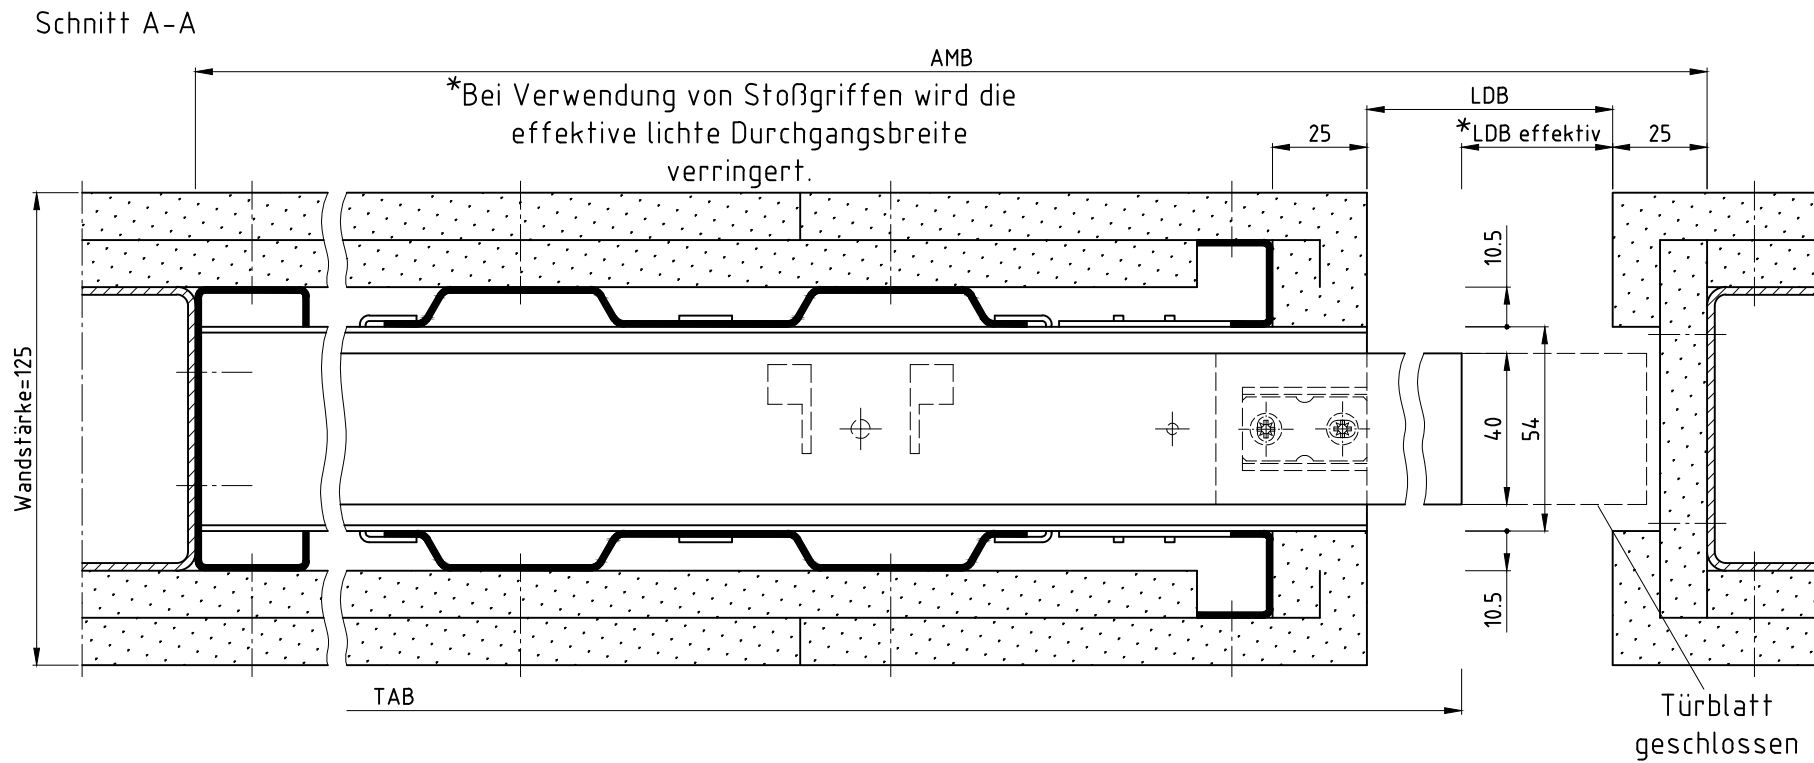 Schnitt A-A
AMB
*Bei Verwendung von Stoßgriffen wird die
effektive lichte Durchgangsbreite
verringert.
LDB
25
*LDB effektiv
25
10.5
Wandstärke=125
40
54
10.5
TAB
Türblatt
geschlossen